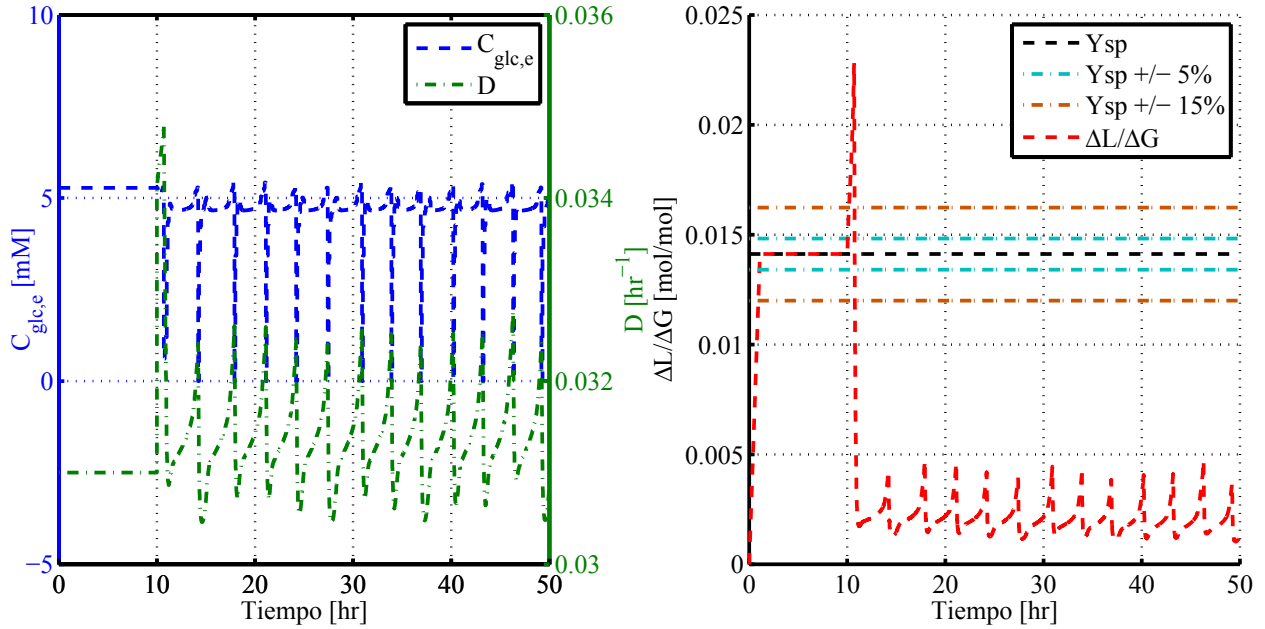 10
5
0
−5
C_glc,e [mM]
0.036
0.034
0.032
0.03
D [hr⁻¹]
C_glc,e
D
0 10 20 30 40 50
Tiempo [hr]
0.025
0.02
0.015
0.01
0.005
0
ΔL/ΔG [mol/mol]
Ysp
Ysp +/− 5%
Ysp +/− 15%
ΔL/ΔG
0 10 20 30 40 50
Tiempo [hr]